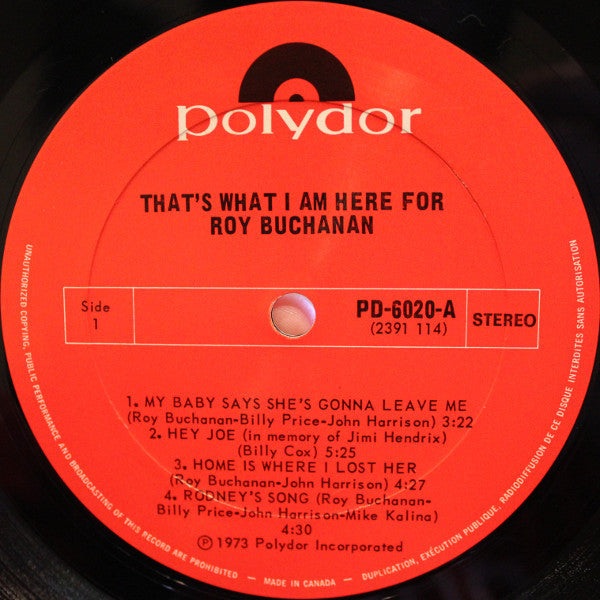 polydor
THAT'S WHAT I AM HERE FOR
ROY BUCHANAN
Side
1
PD-6020-A
(2391 114)
STEREO
1. MY BABY SAYS SHE'S GONNA LEAVE ME
(Roy Buchanan-Billy Price-John Harrison) 3:22
2. HEY JOE (in memory of Jimi Hendrix)
(Billy Cox) 5:25
3. HOME IS WHERE I LOST HER
(Roy Buchanan-John Harrison) 4:27
4. RODNEY'S SONG (Roy Buchanan-
Billy Price-John Harrison-Mike Kalina)
4:30
Ⓟ 1973 Polydor Incorporated
UNAUTHORIZED COPYING, PUBLIC PERFORMANCE AND BROADCASTING OF THIS RECORD ARE PROHIBITED – MADE IN CANADA – DUPLICATION, EXÉCUTION PUBLIQUE, RADIODIFFUSION DE CE DISQUE INTERDITES SANS AUTORISATION